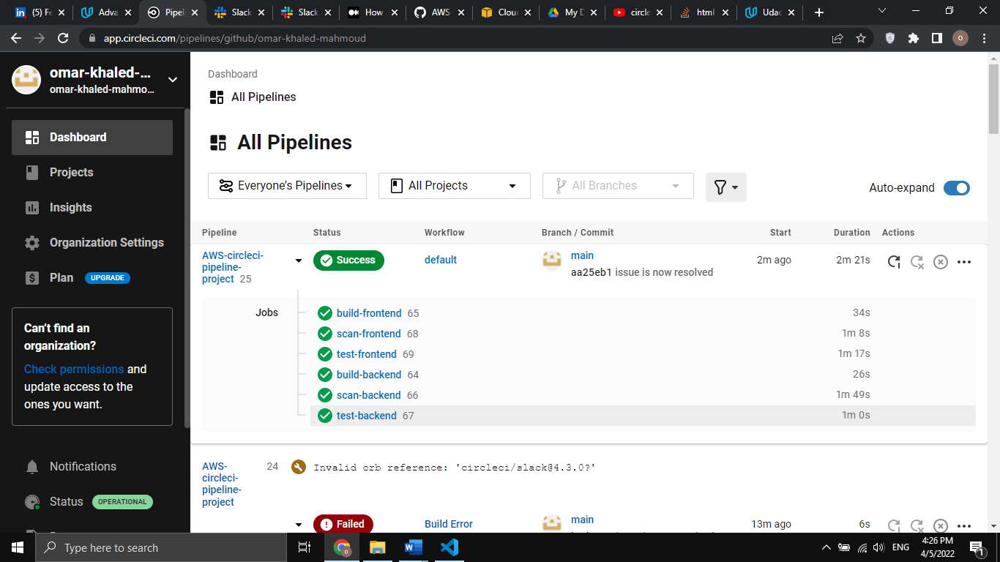 (5) Fe
Adva
Pipeli
Slack
Slack
How
AWS-
Clouc
My D
circle
html
Udac
app.circleci.com/pipelines/github/omar-khaled-mahmoud
O
omar-khaled-...
omar-khaled-mahmo...
Dashboard
Projects
Insights
Organization Settings
Plan UPGRADE
Can't find an
organization?
Check permissions and
update access to the
ones you want.
Notifications
Status OPERATIONAL
Dashboard
All Pipelines
All Pipelines
Everyone's Pipelines
All Projects
All Branches
Auto-expand
Pipeline Status Workflow Branch / Commit Start Duration Actions
AWS-circleci-
pipeline-
project 25
Success
default
main
aa25eb1 issue is now resolved
2m ago
2m 21s
Jobs
build-frontend 65 34s
scan-frontend 68 1m 8s
test-frontend 69 1m 17s
build-backend 64 26s
scan-backend 66 1m 49s
test-backend 67 1m 0s
AWS-
circleci-
pipeline-
project
24
Invalid orb reference: 'circleci/slack@4.3.0?'
Failed
Build Error
main
13m ago
6s
Type here to search
ENG
4:26 PM
4/5/2022
1